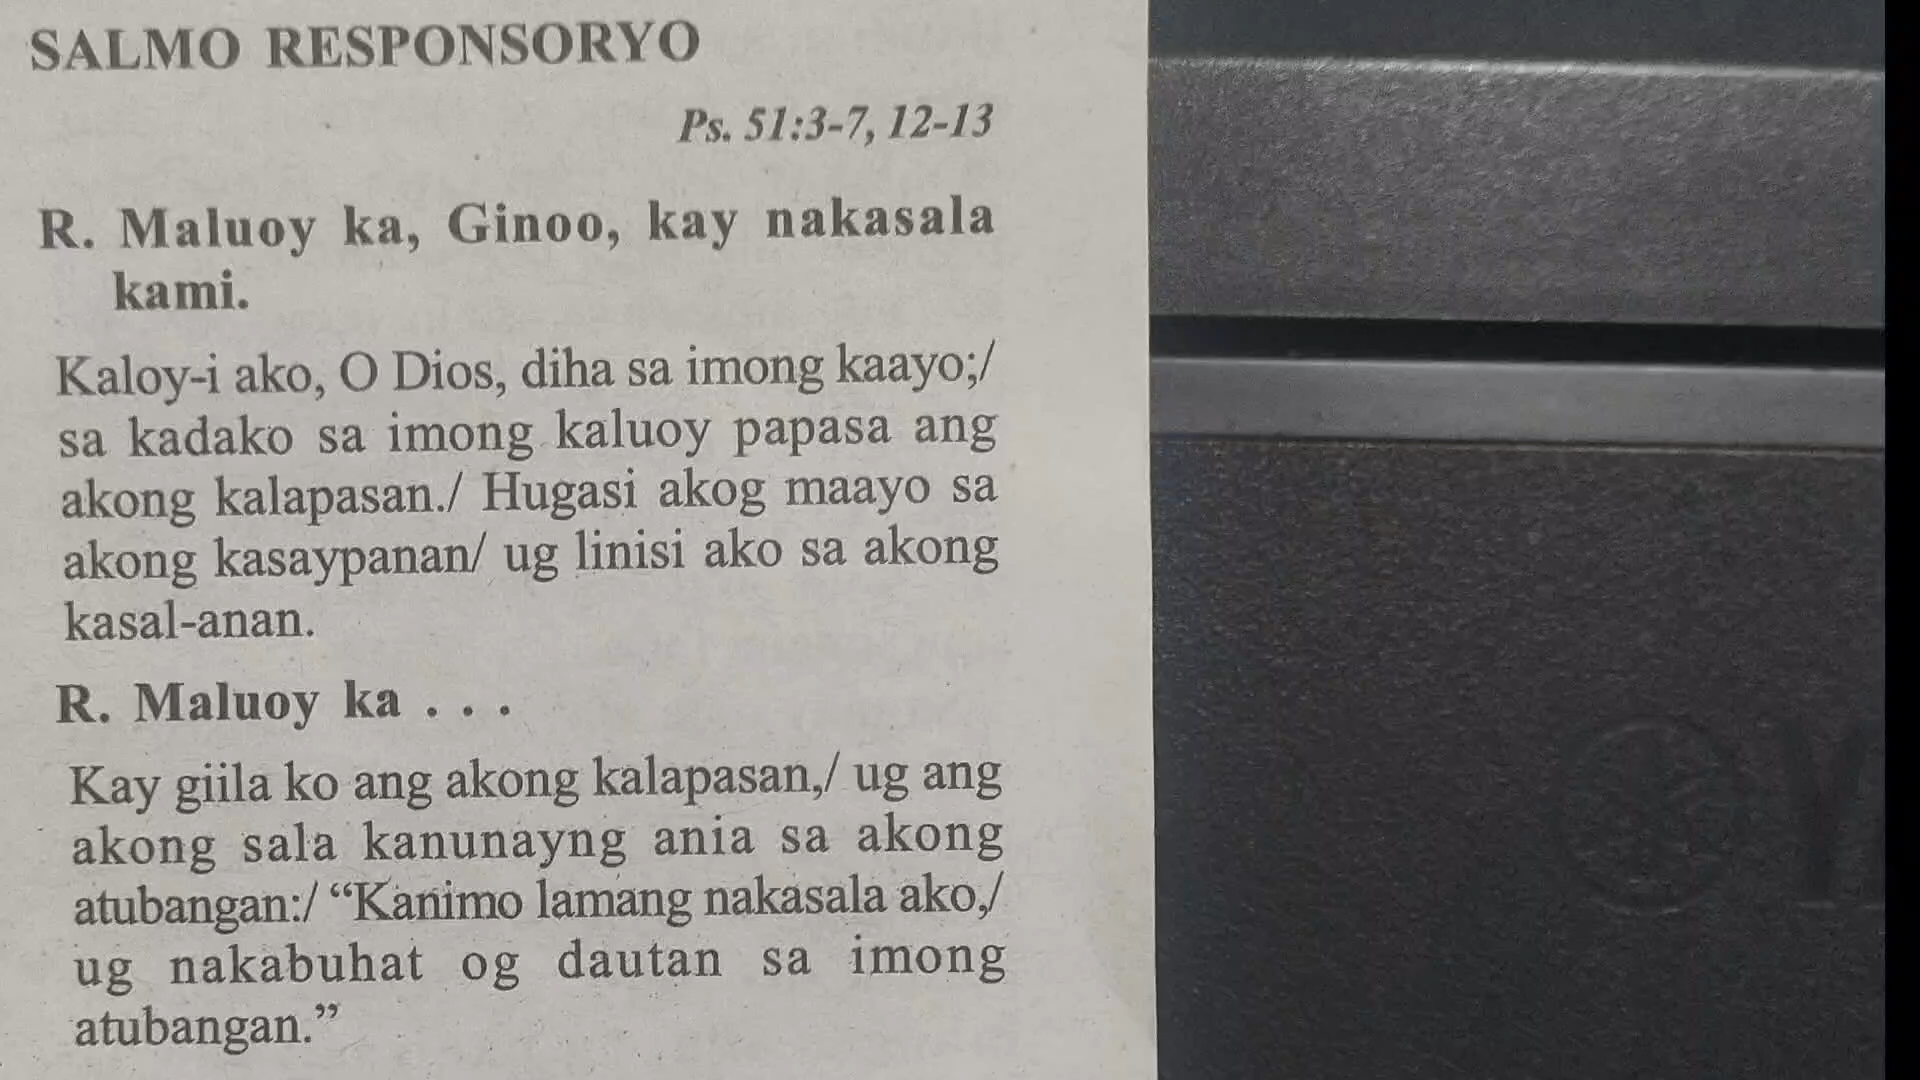 SALMO RESPONSORYO
Ps. 51:3-7, 12-13
R. Maluoy ka, Ginoo, kay nakasala
kami.
Kaloy-i ako, O Dios, diha sa imong kaayo;/
sa kadako sa imong kaluoy papasa ang
akong kalapasan./ Hugasi akog maayo sa
akong kasaypanan/ ug linisi ako sa akong
kasal-anan.
R. Maluoy ka . . .
Kay giila ko ang akong kalapasan,/ ug ang
akong sala kanunayng ania sa akong
atubangan:/ “Kanimo lamang nakasala ako,/
ug nakabuhat og dautan sa imong
atubangan.”